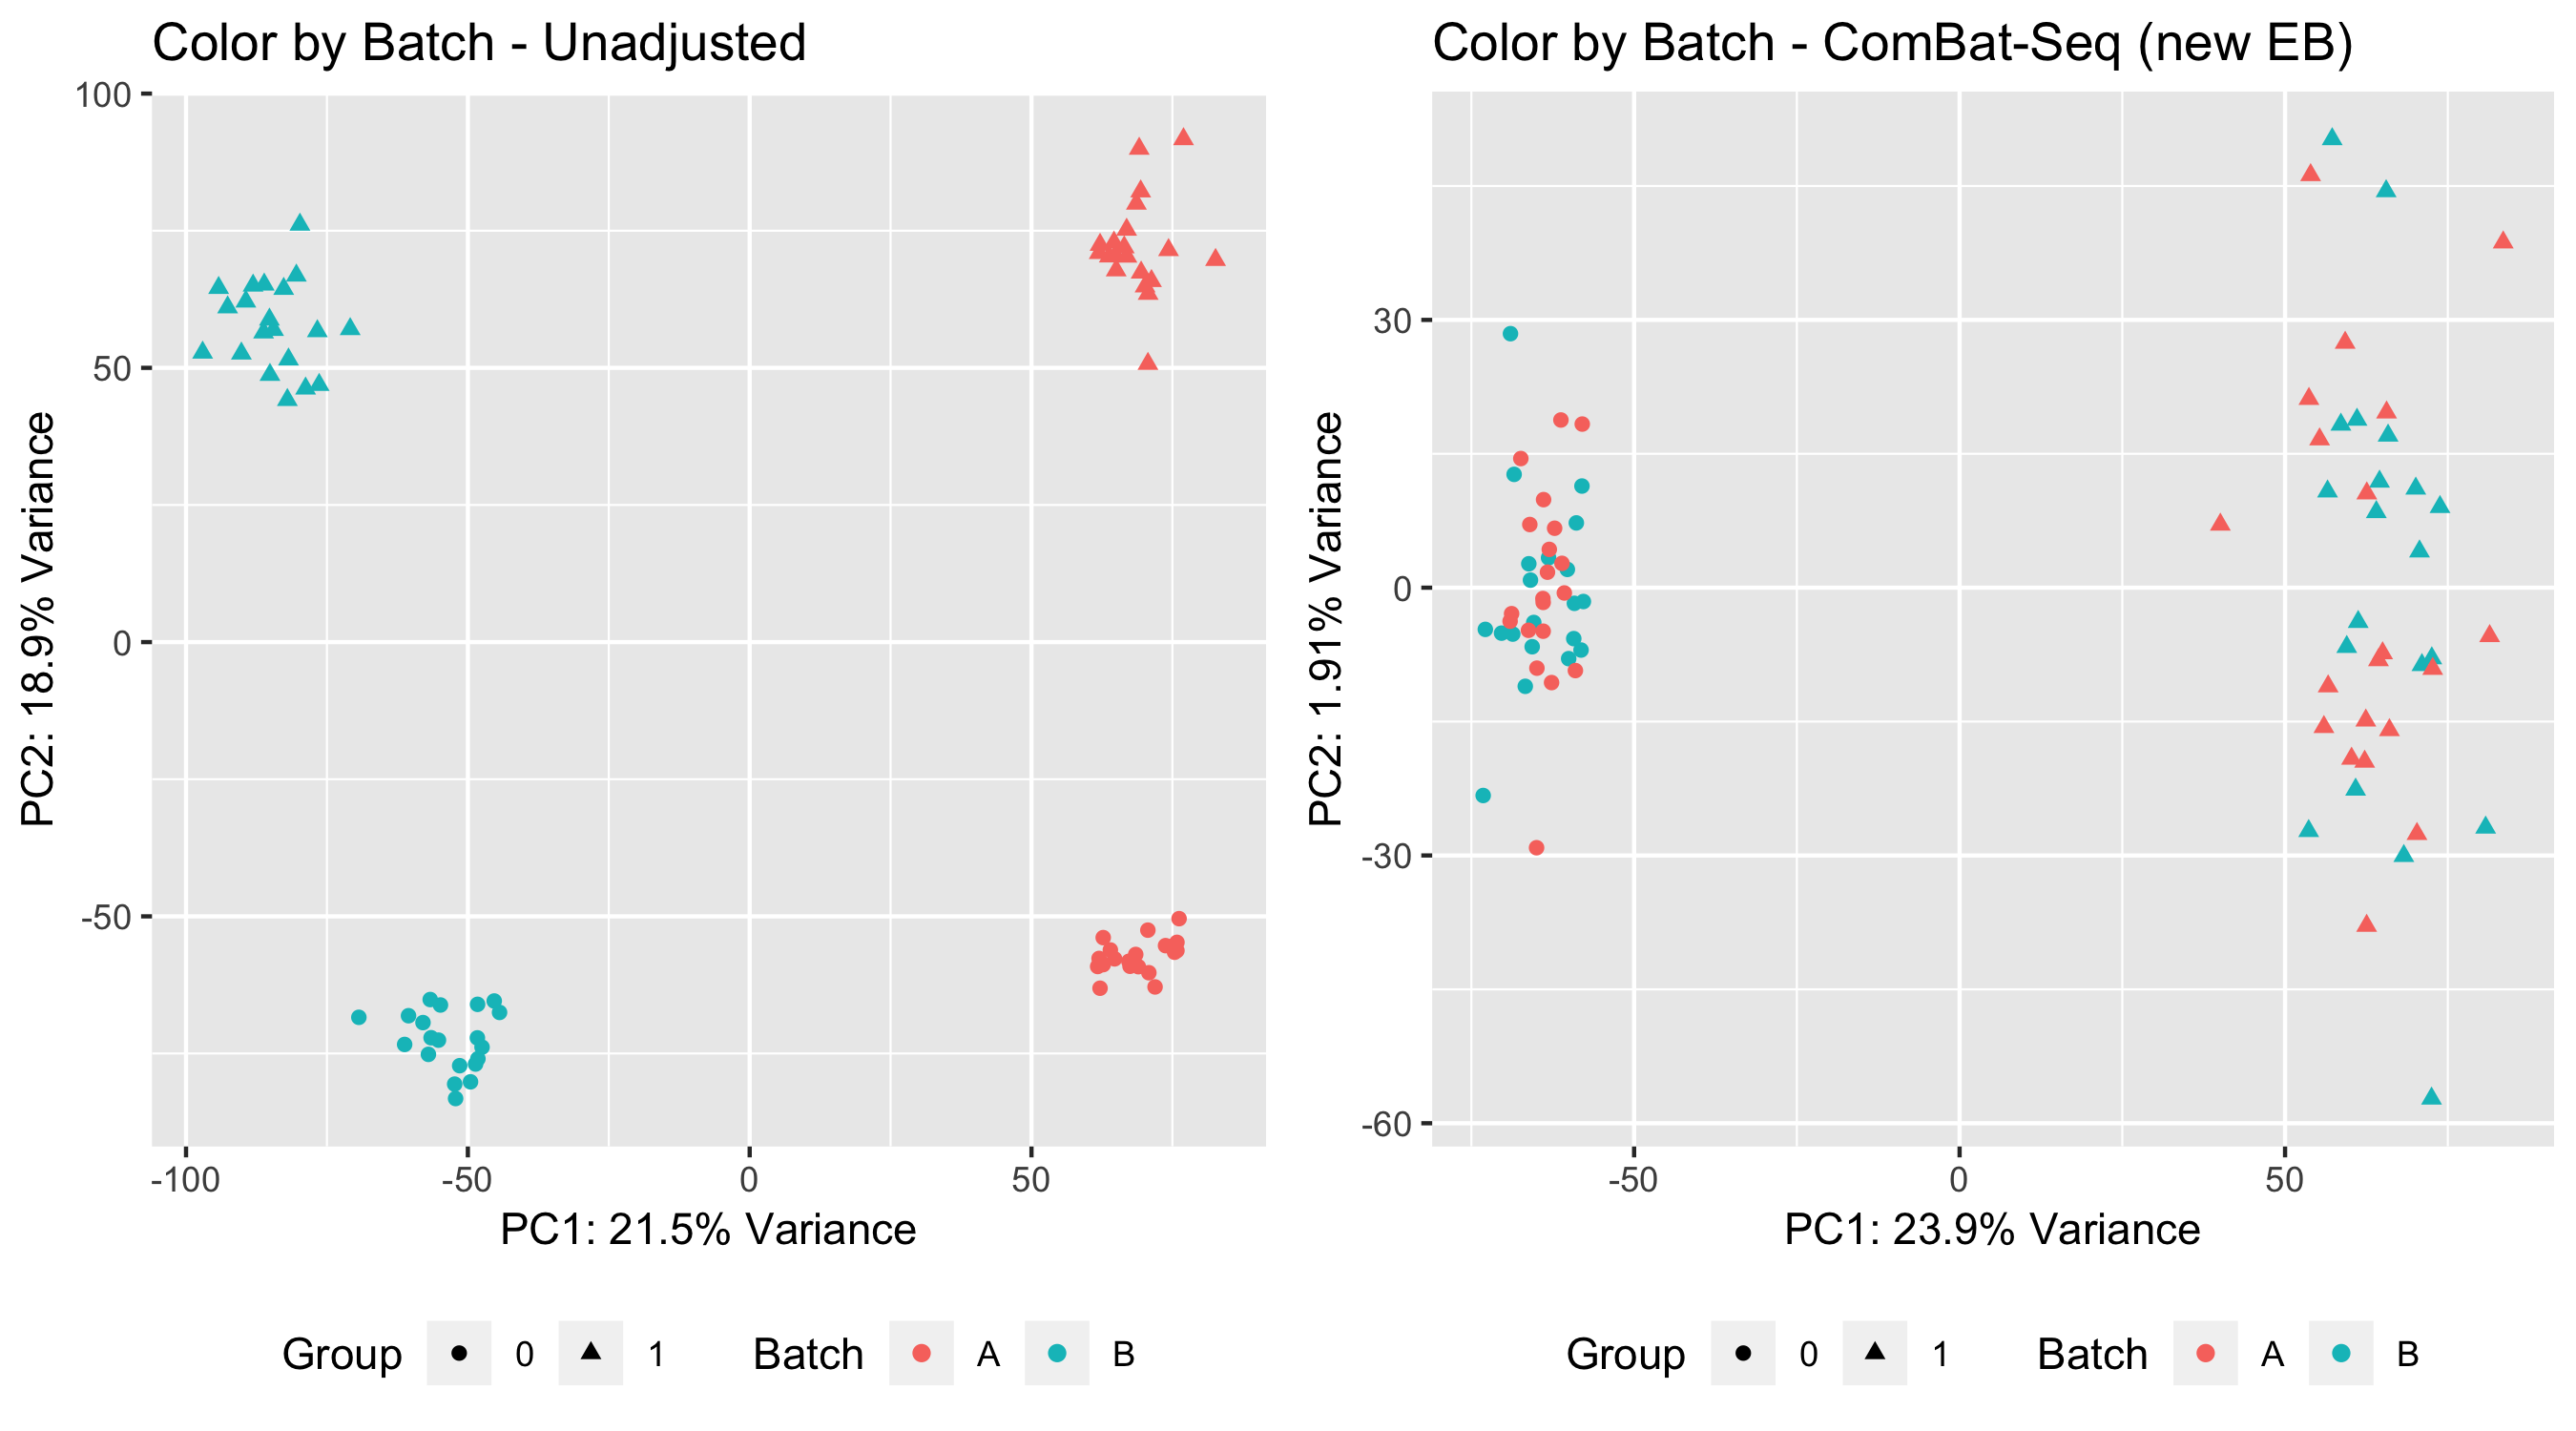 Color by Batch - Unadjusted
100
50
0
-50
PC2: 18.9% Variance
-100 -50 0 50
PC1: 21.5% Variance
Group 0 1 Batch A B
Color by Batch - ComBat-Seq (new EB)
30
0
-30
-60
PC2: 1.91% Variance
-50 0 50
PC1: 23.9% Variance
Group 0 1 Batch A B